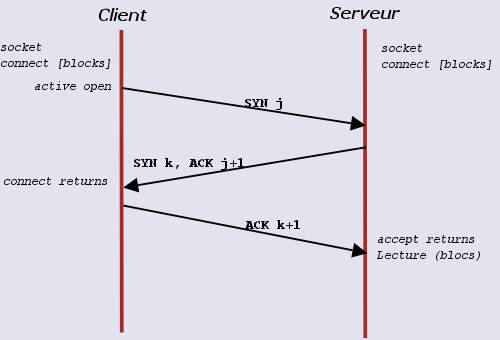 Client
Serveur
socket
connect [blocks]
active open
socket
connect [blocks]
SYN j
SYN k, ACK j+1
connect returns
ACK k+1
accept returns
Lecture (blocs)